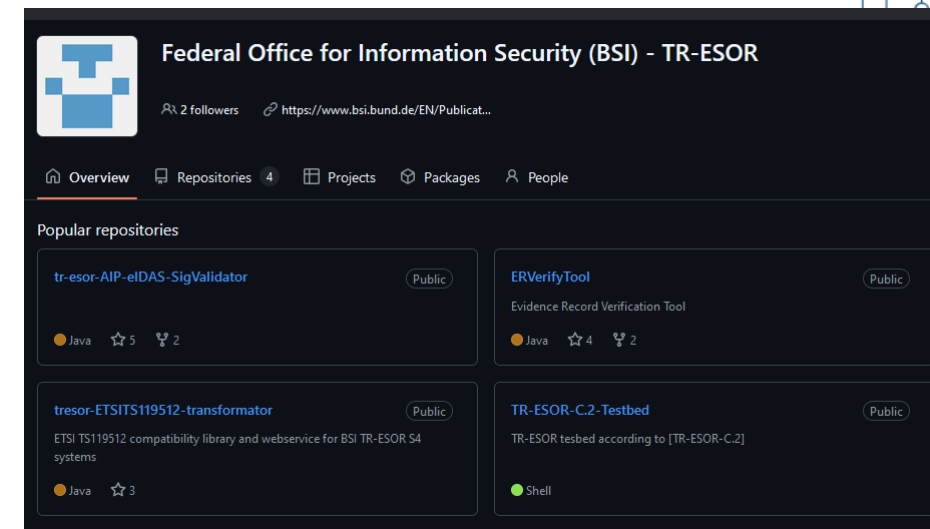 Federal Office for Information Security (BSI) - TR-ESOR
2 followers https://www.bsi.bund.de/EN/Publicat...
Overview Repositories 4 Projects Packages People
Popular repositories
tr-esor-AIP-eIDAS-SigValidator Public
Java 5 2
ERVerifyTool Public
Evidence Record Verification Tool
Java 4 2
tresor-ETSITS119512-transformator Public
ETSI TS119512 compatibility library and webservice for BSI TR-ESOR S4
systems
Java 3
TR-ESOR-C.2-Testbed Public
TR-ESOR tesbed according to [TR-ESOR-C.2]
Shell